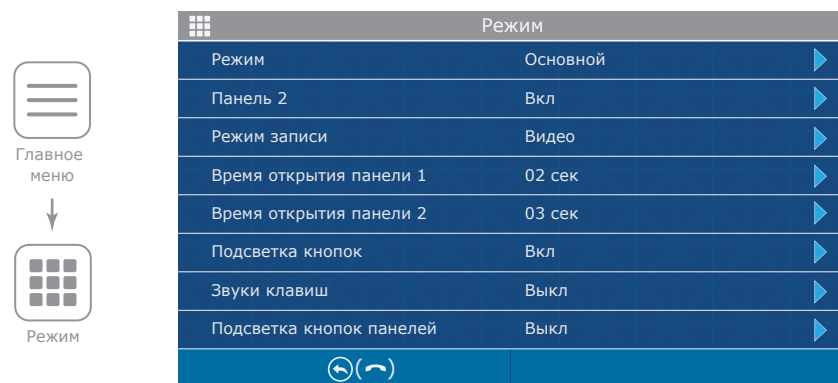 Главное
меню
Режим
Режим
Режим Основной
Панель 2 Вкл
Режим записи Видео
Время открытия панели 1 02 сек
Время открытия панели 2 03 сек
Подсветка кнопок Вкл
Звуки клавиш Выкл
Подсветка кнопок панелей Выкл